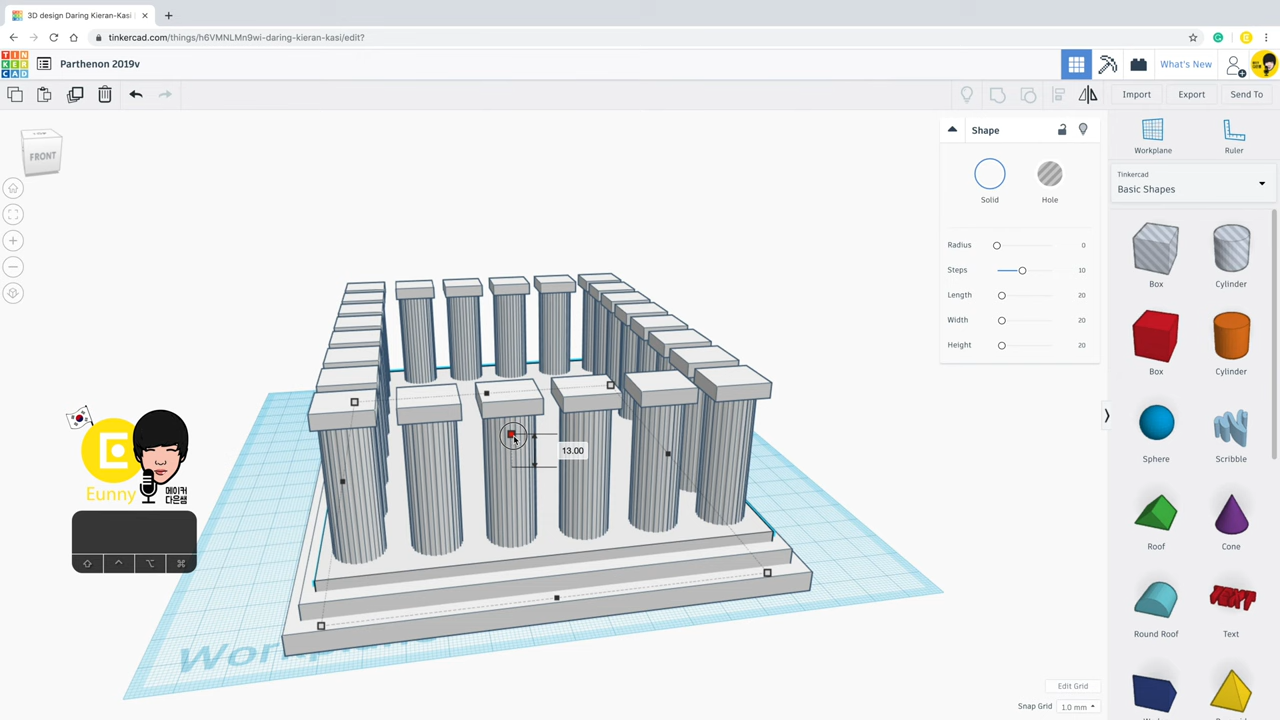 3D design Daring Kieran-Kasi |
tinkercad.com/things/h6VMNLMn9wi-daring-kieran-kasi/edit?
TIN
KER
CAD
Parthenon 2019v
What's New
Import
Export
Send To
FRONT
Shape
Solid
Hole
Radius
0
Steps
10
Length
20
Width
20
Height
20
Workplane
Ruler
Tinkercad
Basic Shapes
Box
Cylinder
Box
Cylinder
Sphere
Scribble
Roof
Cone
Round Roof
TEXT
Text
13.00
Eunny
메이커
다은쌤
Edit Grid
Snap Grid
1.0 mm